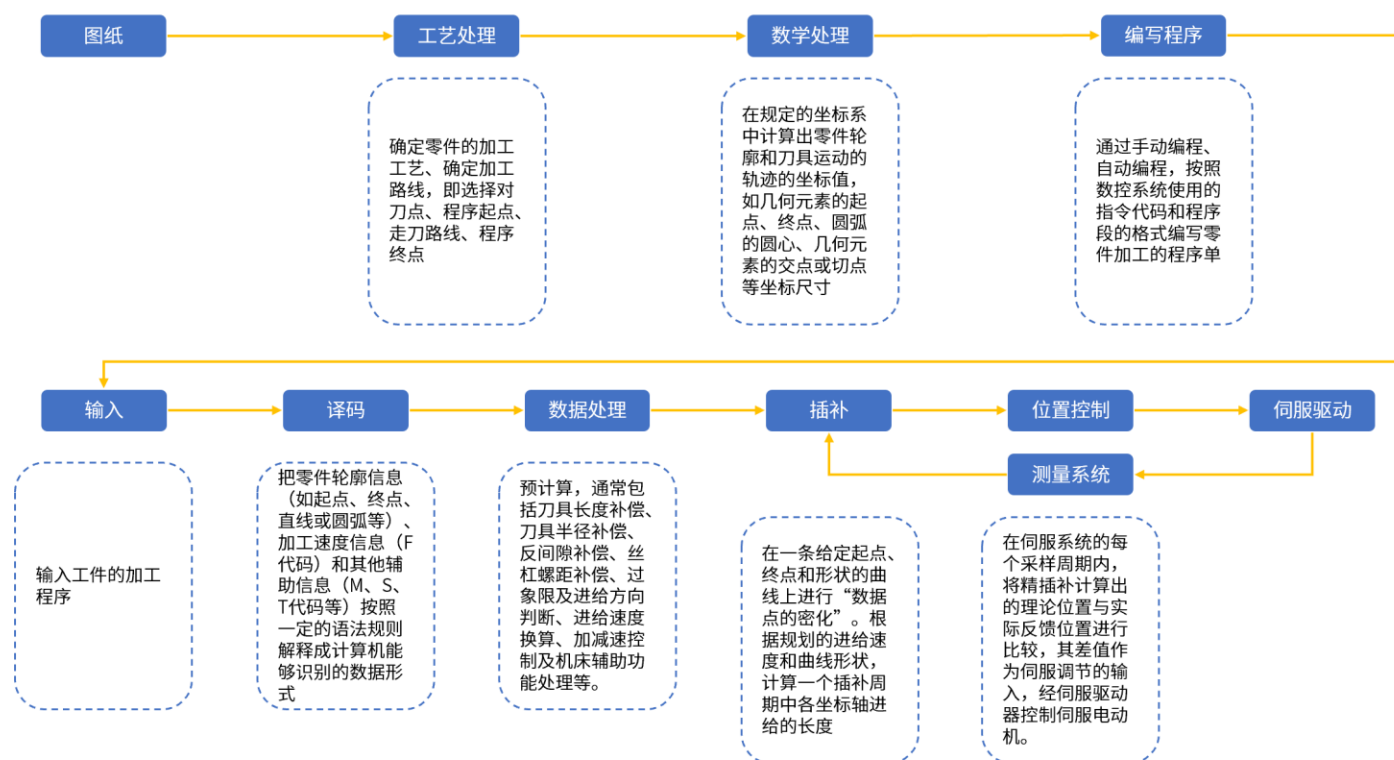 图纸
工艺处理
数学处理
编写程序
确定零件的加工
工艺、确定加工
路线，即选择对
刀点、程序起点、
走刀路线、程序
终点
在规定的坐标系
中计算出零件轮
廓和刀具运动的
轨迹的坐标值，
如几何元素的起
点、终点、圆弧
的圆心、几何元
素的交点或切点
等坐标尺寸
通过手动编程、
自动编程，按照
数控系统使用的
指令代码和程序
段的格式编写零
件加工的程序单
输入
译码
数据处理
插补
位置控制
伺服驱动
测量系统
输入工件的加工
程序
把零件轮廓信息
（如起点、终点、
直线或圆弧等）、
加工速度信息（F
代码）和其他辅
助信息（M、S、
T代码等）按照
一定的语法规则
解释成计算机能
够识别的数据形
式
预计算，通常包
括刀具长度补偿、
刀具半径补偿、
反间隙补偿、丝
杠螺距补偿、过
象限及进给方向
判断、进给速度
换算、加减速控
制及机床辅助功
能处理等。
在一条给定起点、
终点和形状的曲
线上进行“数据
点的密化”。根
据规划的进给速
度和曲线形状，
计算一个插补周
期中各坐标轴进
给的长度
在伺服系统的每
个采样周期内，
将精插补计算出
的理论位置与实
际反馈位置进行
比较，其差值作
为伺服调节的输
入，经伺服驱动
器控制伺服电动
机。